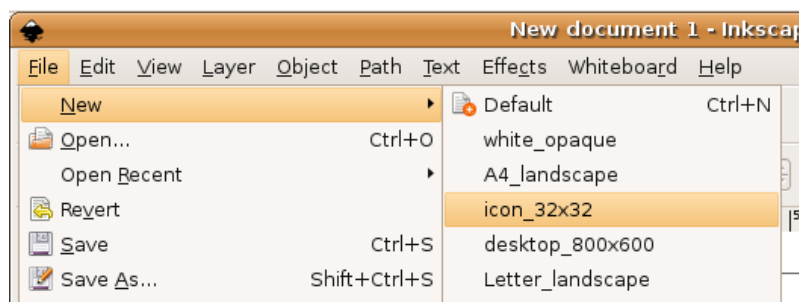 New document 1 - Inkscap
File Edit View Layer Object Path Text Effects Whiteboard Help
New
Open... Ctrl+O
Open Recent
Revert
Save Ctrl+S
Save As... Shift+Ctrl+S
Default Ctrl+N
white_opaque
A4_landscape
icon_32x32
desktop_800x600
Letter_landscape
5